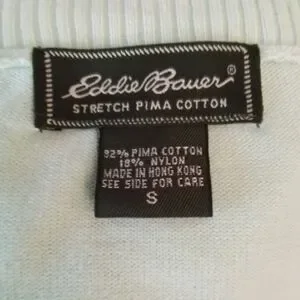 Eddie Bauer®
STRETCH PIMA COTTON
82% PIMA COTTON
18% NYLON
MADE IN HONG KONG
SEE SIDE FOR CARE
S